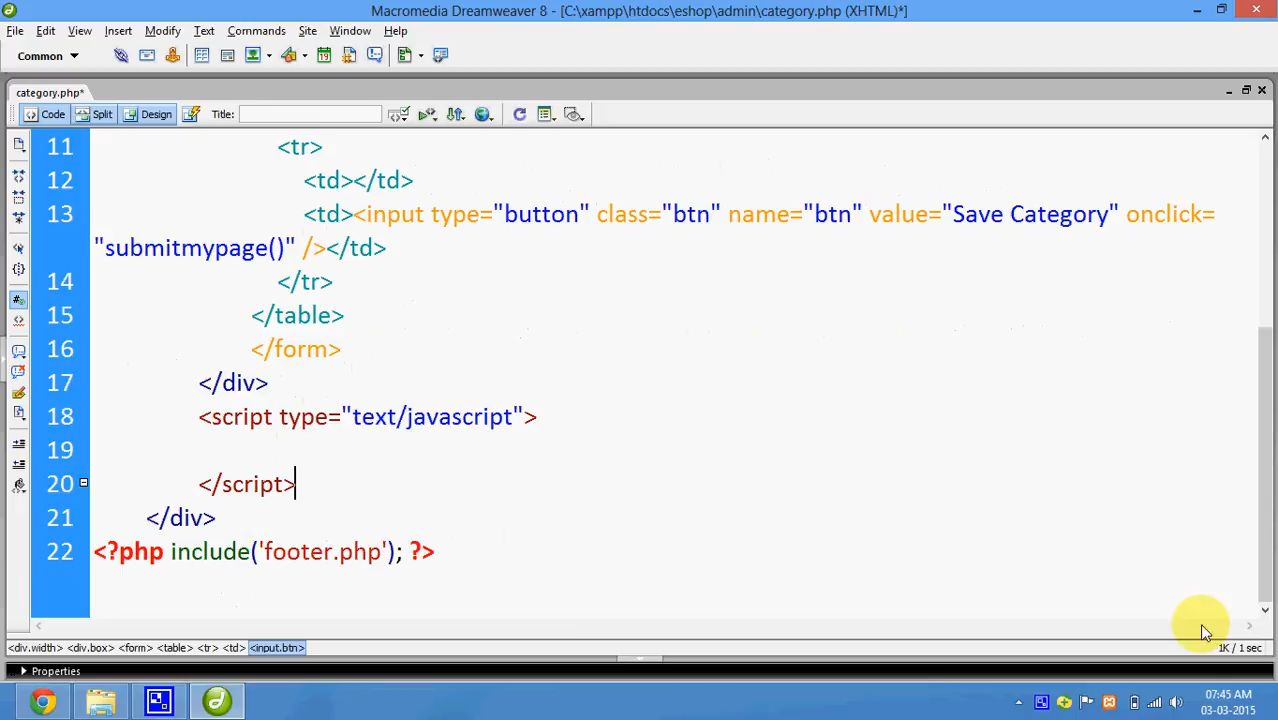 Macromedia Dreamweaver 8 - [C:\xampp\htdocs\eshop\admin\category.php (XHTML)*]
File Edit View Insert Modify Text Commands Site Window Help
Common
category.php*
Code Split Design Title:
11 <tr>
12 <td></td>
13 <td><input type="button" class="btn" name="btn" value="Save Category" onclick=
"submitmypage()" /></td>
14 </tr>
15 </table>
16 </form>
17 </div>
18 <script type="text/javascript">
19
20 </script>
21 </div>
22 <?php include('footer.php'); ?>
<div.width> <div.box> <form> <table> <tr> <td> <input.btn> 1K / 1 sec
Properties
07:45 AM
03-03-2015